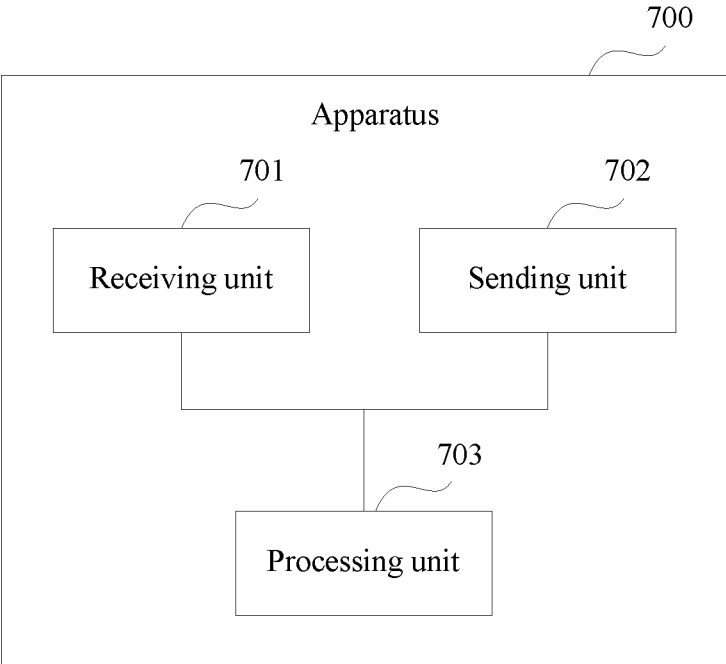 700
Apparatus
701
702
Receiving unit
Sending unit
703
Processing unit